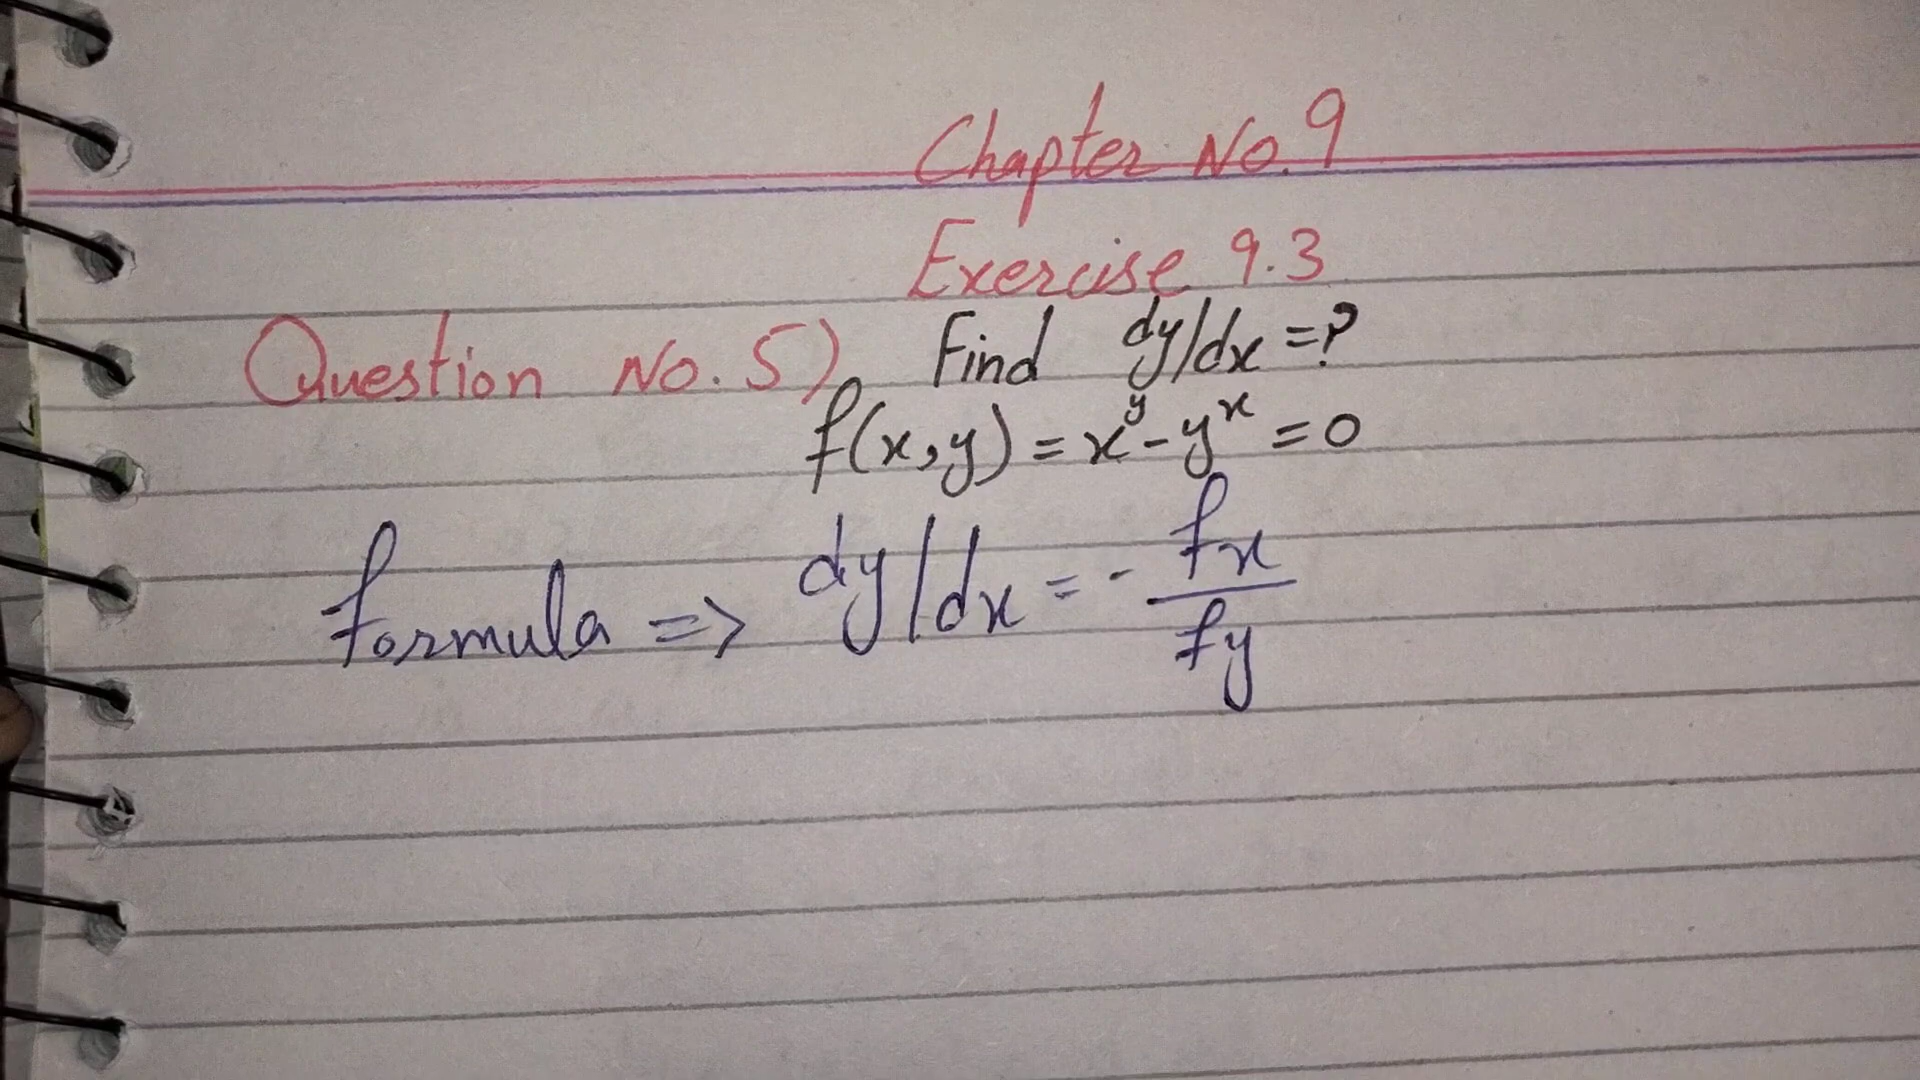 Chapter No. 9
Exercise 9.3
Question No. 5) Find dy/dx = ?
f(x,y) = x^y - y^x = 0
formula => dy/dx = - fx/fy